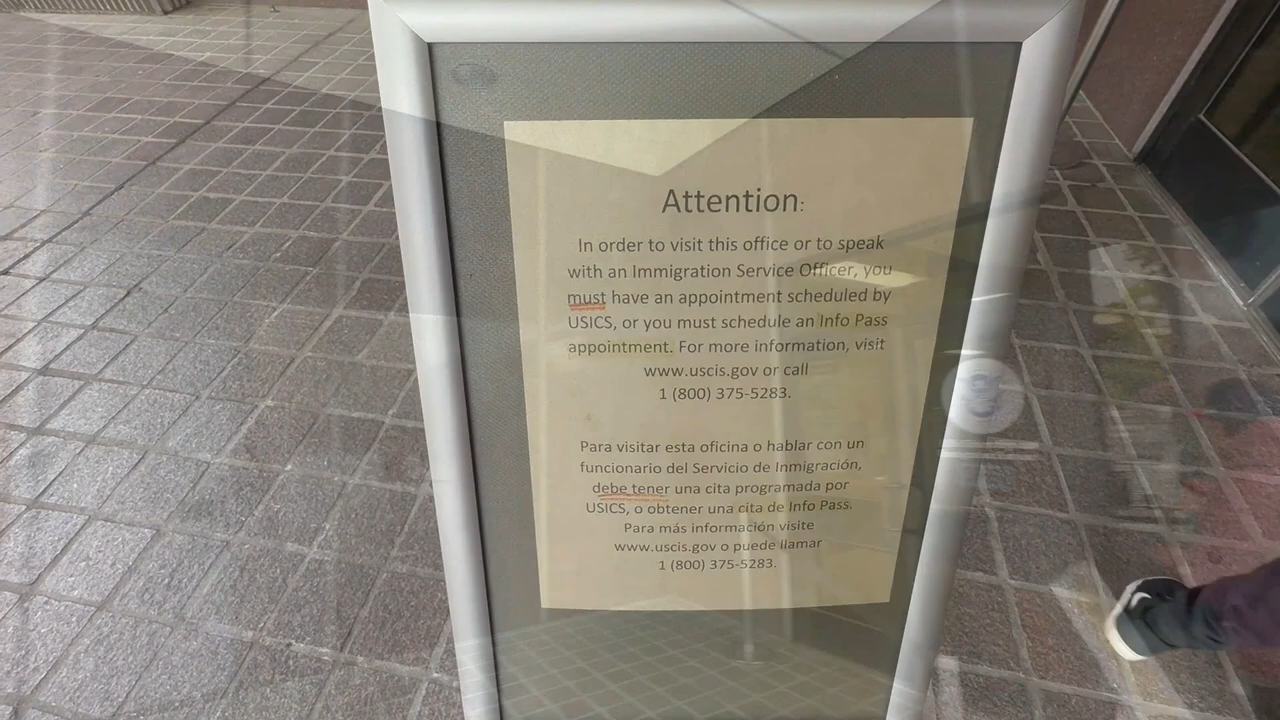 Attention:
In order to visit this office or to speak
with an Immigration Service Officer, you
must have an appointment scheduled by
USICS, or you must schedule an Info Pass
appointment. For more information, visit
www.uscis.gov or call
1 (800) 375-5283.
Para visitar esta oficina o hablar con un
funcionario del Servicio de Inmigración,
debe tener una cita programada por
USICS, o obtener una cita de Info Pass.
Para más información visite
www.uscis.gov o puede llamar
1 (800) 375-5283.